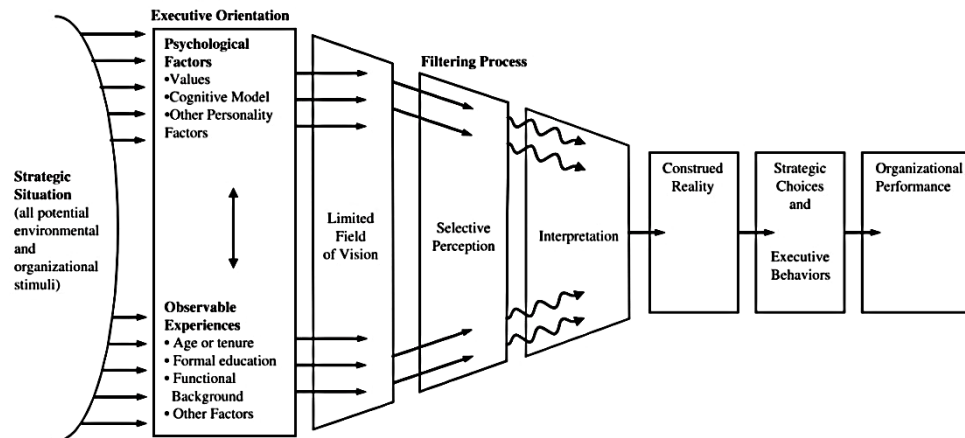 Executive Orientation
Strategic
Situation
(all potential
environmental
and
organizational
stimuli)
Psychological
Factors
•Values
•Cognitive Model
•Other Personality
Factors
Observable
Experiences
• Age or tenure
• Formal education
• Functional
Background
• Other Factors
Limited
Field
of Vision
Filtering Process
Selective
Perception
Interpretation
Construed
Reality
Strategic
Choices
and
Executive
Behaviors
Organizational
Performance